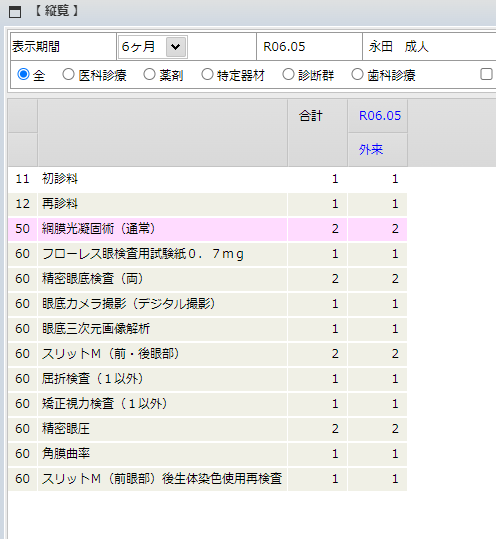 【 縦覧 】
表示期間 6ヶ月 R06.05 永田　成人
全 医科診療 薬剤 特定器材 診断群 歯科診療
合計 R06.05
外来
11 初診料 1 1
12 再診料 1 1
50 網膜光凝固術（通常） 2 2
60 フローレス眼検査用試験紙０．７ｍｇ 1 1
60 精密眼底検査（両） 2 2
60 眼底カメラ撮影（デジタル撮影） 1 1
60 眼底三次元画像解析 1 1
60 スリットＭ（前・後眼部） 2 2
60 屈折検査（１以外） 1 1
60 矯正視力検査（１以外） 1 1
60 精密眼圧 2 2
60 角膜曲率 1 1
60 スリットＭ（前眼部）後生体染色使用再検査 1 1